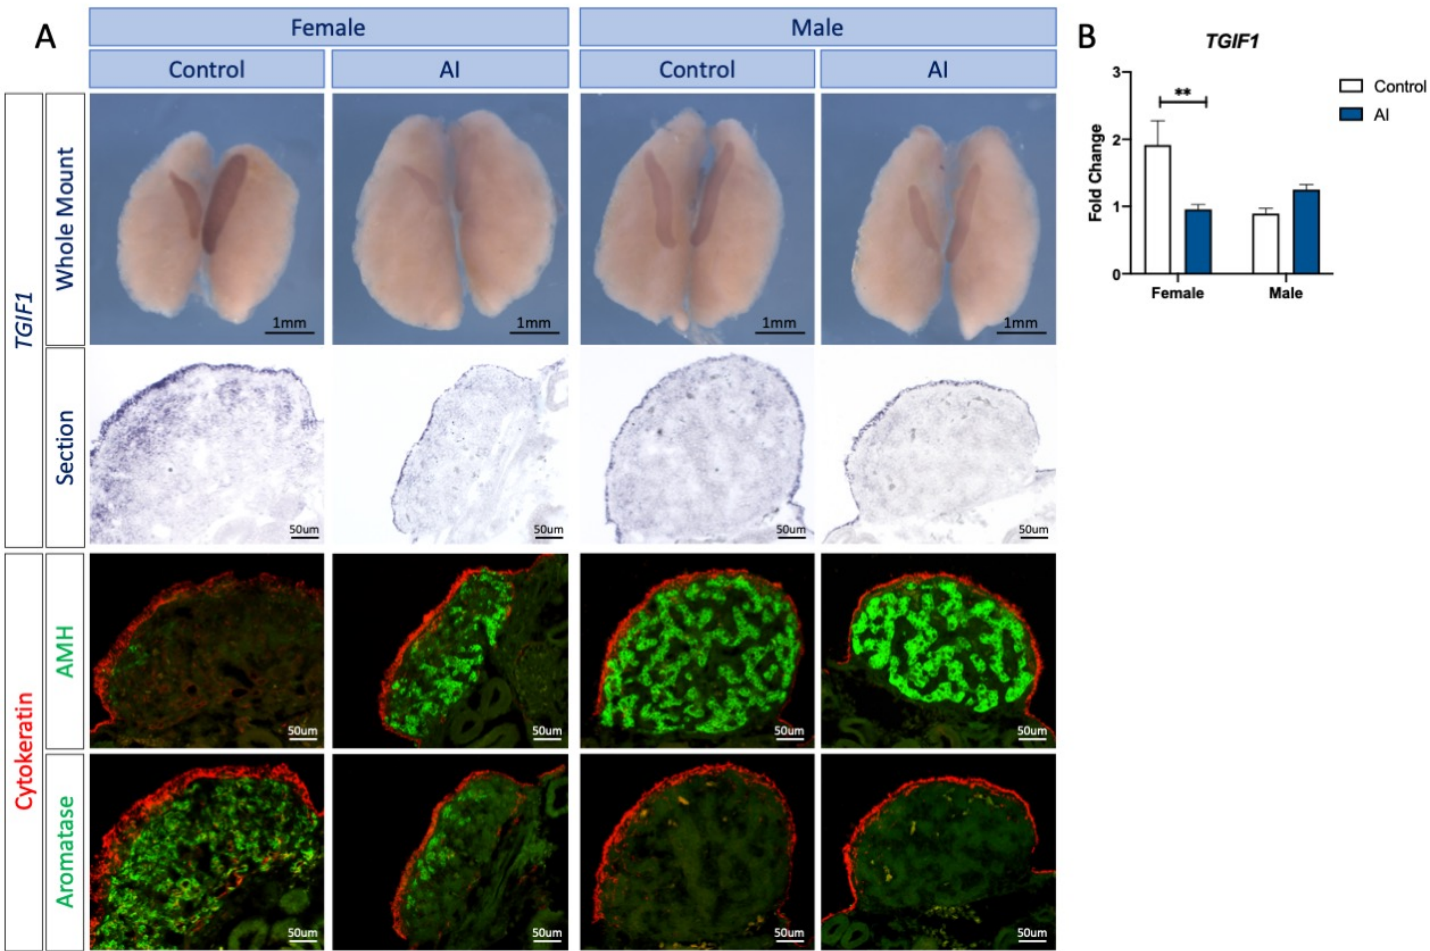 A
Female
Male
Control
AI
Control
AI
TGIF1
Whole Mount
1mm
1mm
1mm
1mm
Section
50um
50um
50um
50um
Cytokeratin
AMH
50um
50um
50um
50um
Aromatase
50um
50um
50um
50um
B
TGIF1
**
Fold Change
3
2
1
0
Female
Male
Control
AI